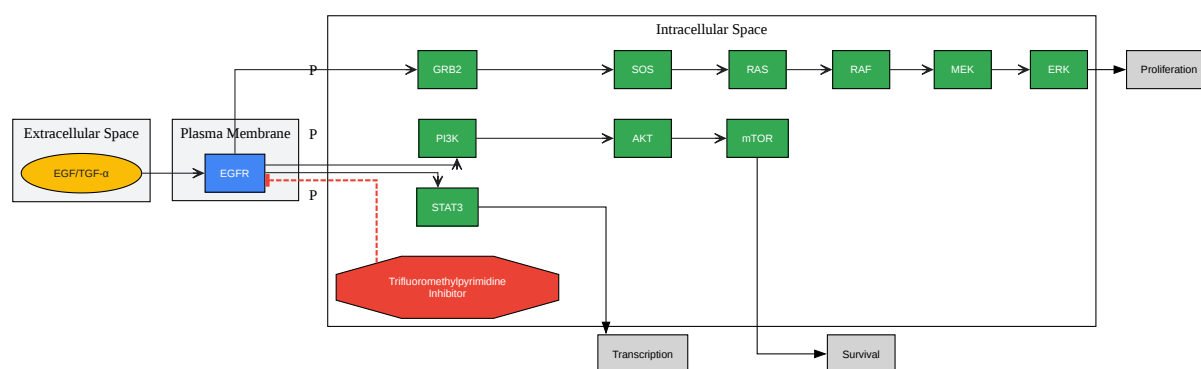 Intracellular Space
P
GRB2
SOS
RAS
RAF
MEK
ERK
Proliferation
Extracellular Space
Plasma Membrane
P
PI3K
AKT
mTOR
EGF/TGF-α
EGFR
P
STAT3
Trifluoromethylpyrimidine
Inhibitor
Transcription
Survival